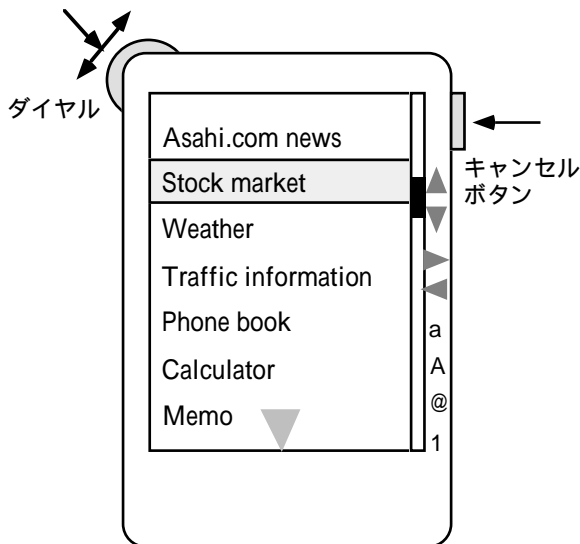 ダイヤル
Asahi.com news
Stock market
Weather
Traffic information
Phone book
Calculator
Memo
キャンセル
ボタン
a
A
@
1